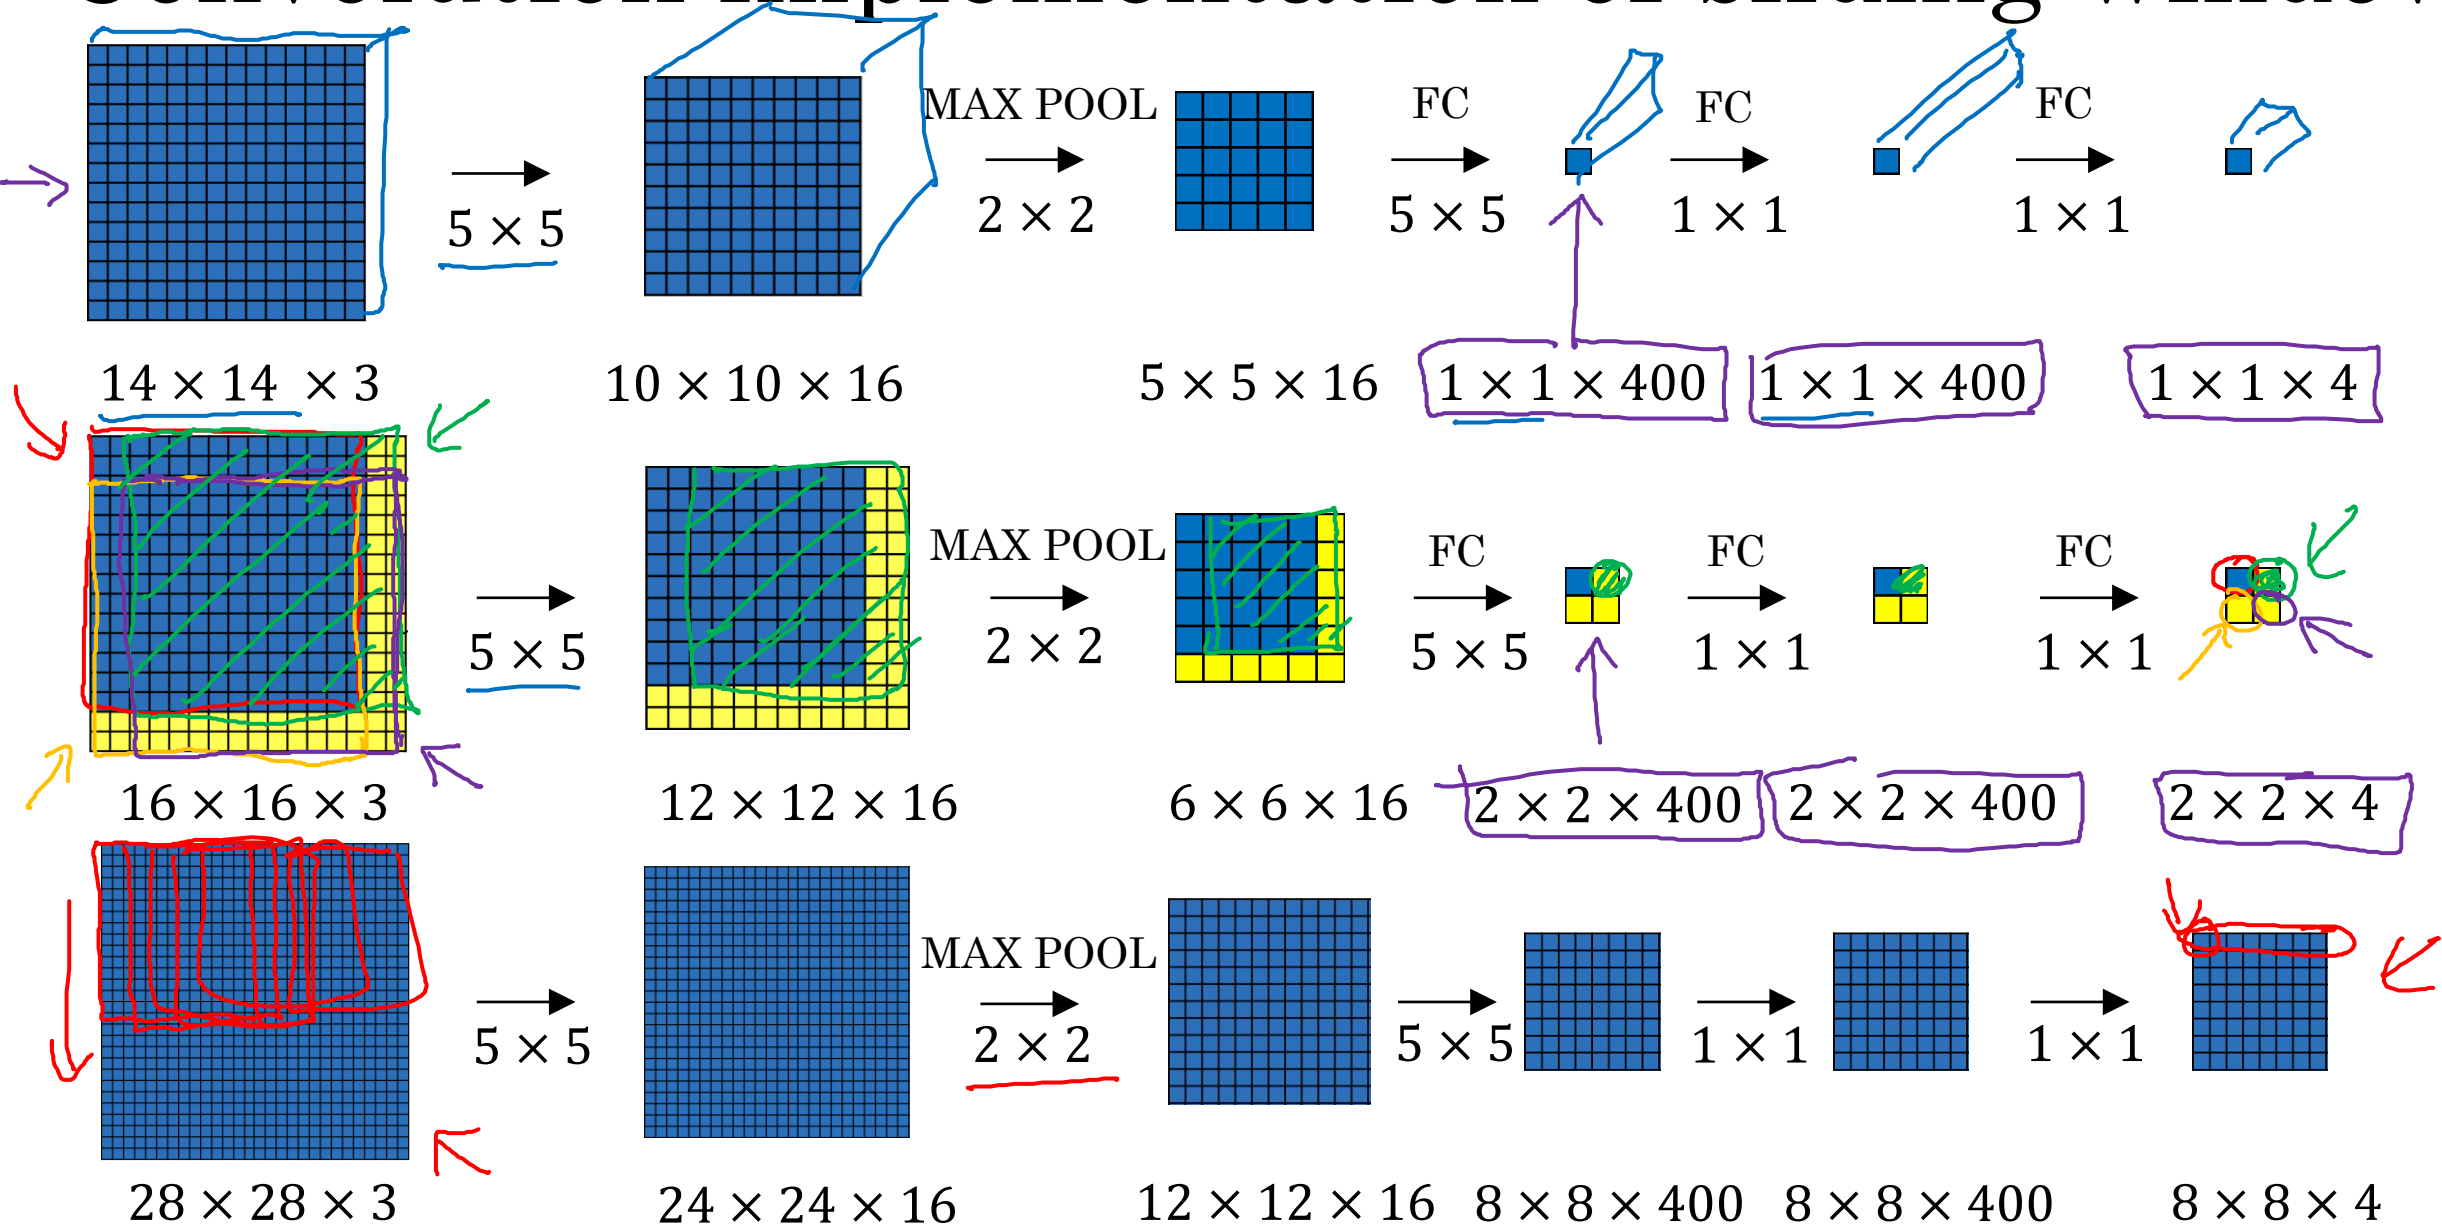 Convolution implementation of sliding window
MAX POOL FC FC FC
5 × 5 2 × 2 5 × 5 1 × 1 1 × 1
14 × 14 × 3 10 × 10 × 16 5 × 5 × 16 1 × 1 × 400 1 × 1 × 400 1 × 1 × 4
MAX POOL FC FC FC
5 × 5 2 × 2 5 × 5 1 × 1 1 × 1
16 × 16 × 3 12 × 12 × 16 6 × 6 × 16 2 × 2 × 400 2 × 2 × 400 2 × 2 × 4
MAX POOL
5 × 5 2 × 2 5 × 5 1 × 1 1 × 1
28 × 28 × 3 24 × 24 × 16 12 × 12 × 16 8 × 8 × 400 8 × 8 × 400 8 × 8 × 4